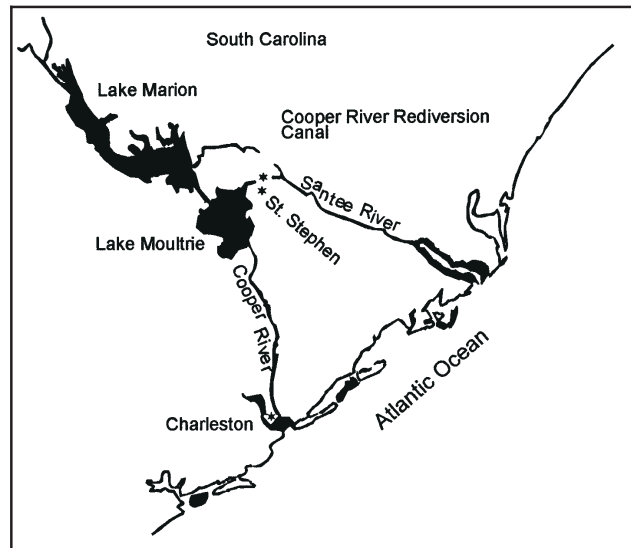 South Carolina
Lake Marion
Cooper River Rediversion
Canal
Santee River
St. Stephen
Lake Moultrie
Cooper River
Atlantic Ocean
Charleston